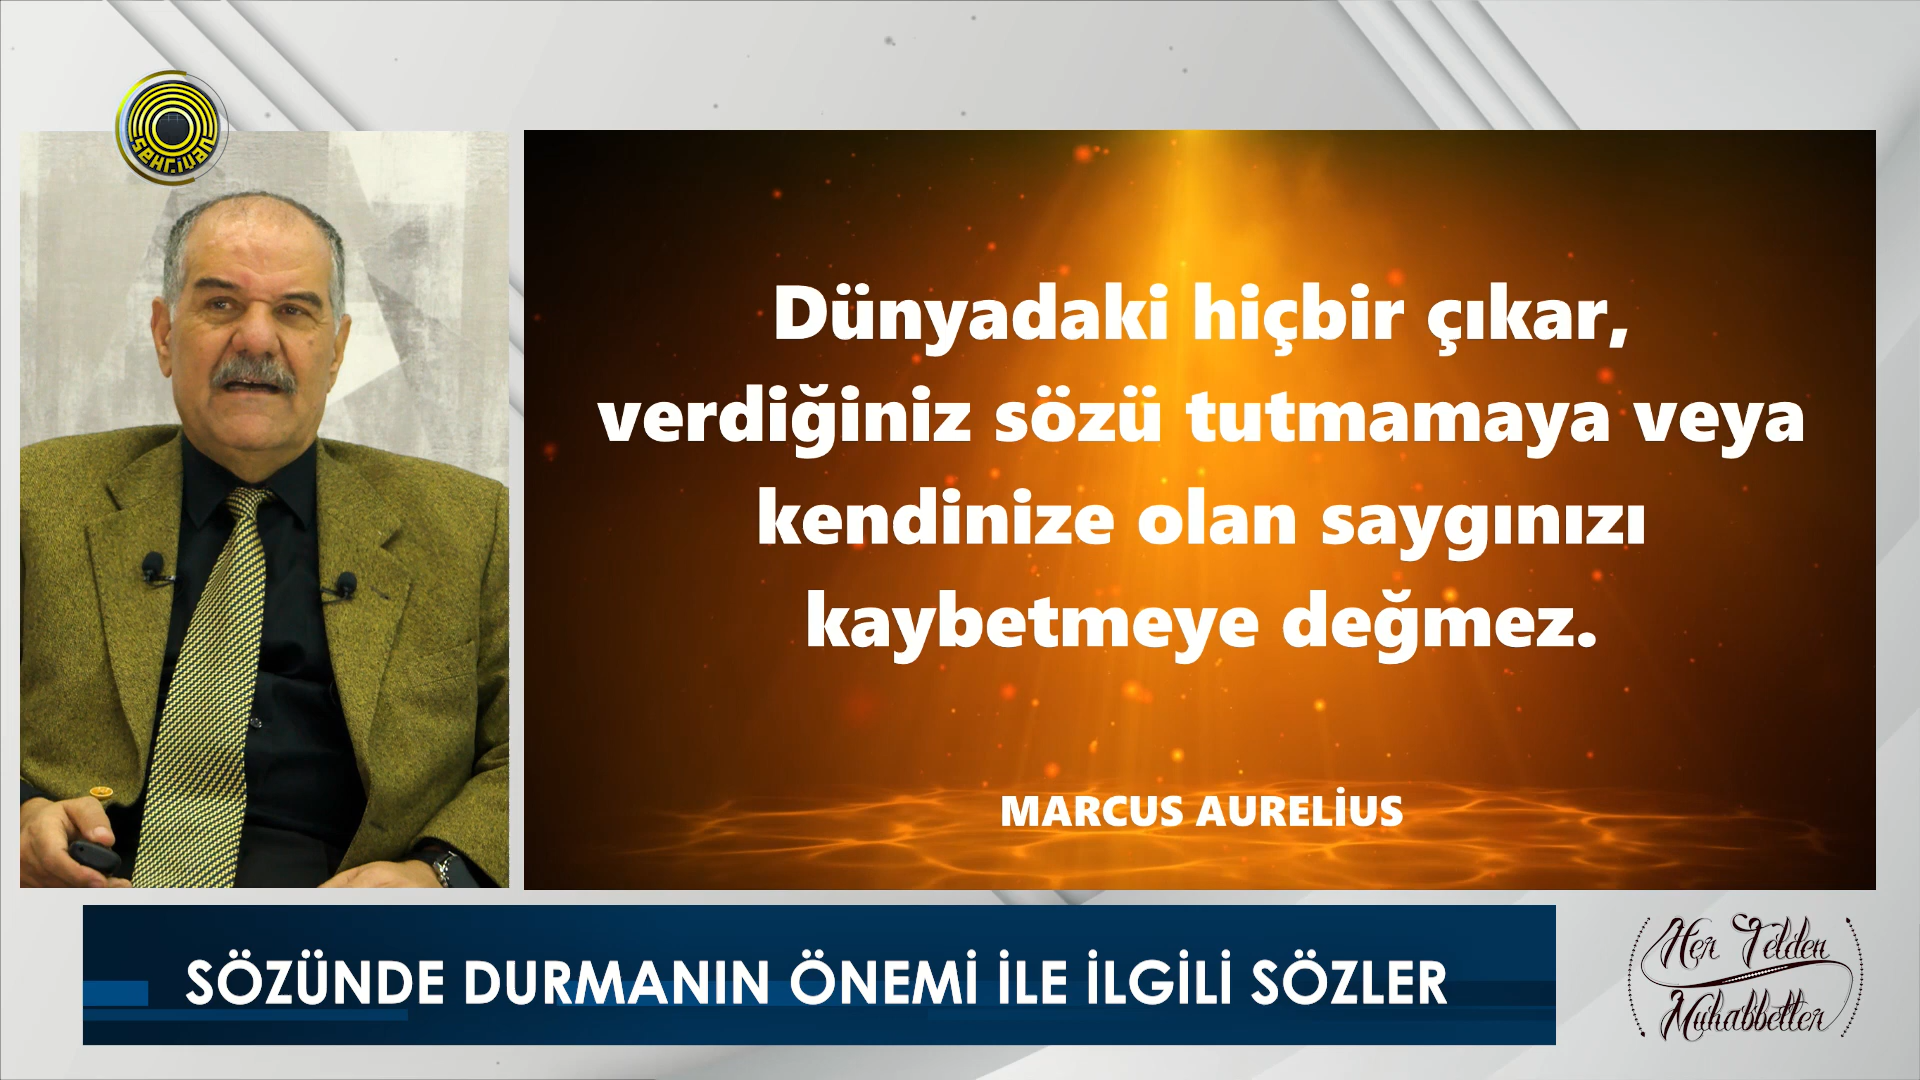 şehrivan
Dünyadaki hiçbir çıkar,
verdiğiniz sözü tutmamaya veya
kendinize olan saygınızı
kaybetmeye değmez.
MARCUS AURELİUS
SÖZÜNDE DURMANIN ÖNEMİ İLE İLGİLİ SÖZLER
Her Telden
Muhabbetler